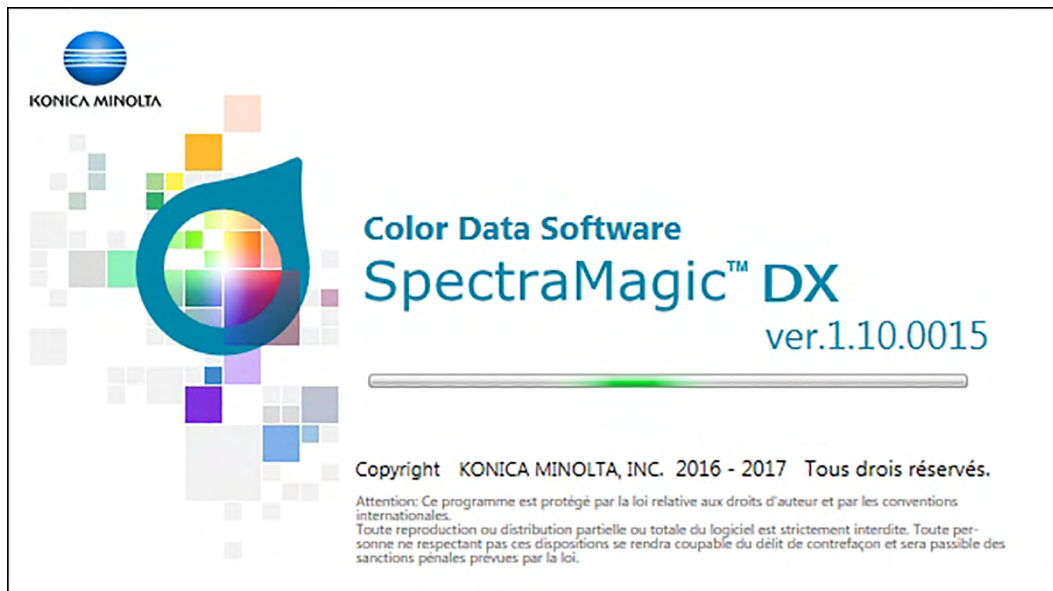 KONICA MINOLTA
Color Data Software
SpectraMagic™ DX
ver.1.10.0015
Copyright KONICA MINOLTA, INC. 2016 - 2017 Tous drois réservés.
Attention: Ce programme est protégé par la loi relative aux droits d'auteur et par les conventions
internationales.
Toute reproduction ou distribution partielle ou totale du logiciel est strictement interdite. Toute per-
sonne ne respectant pas ces dispositions se rendra coupable du délit de contrefaçon et sera passible des
sanctions pénales prévues par la loi.